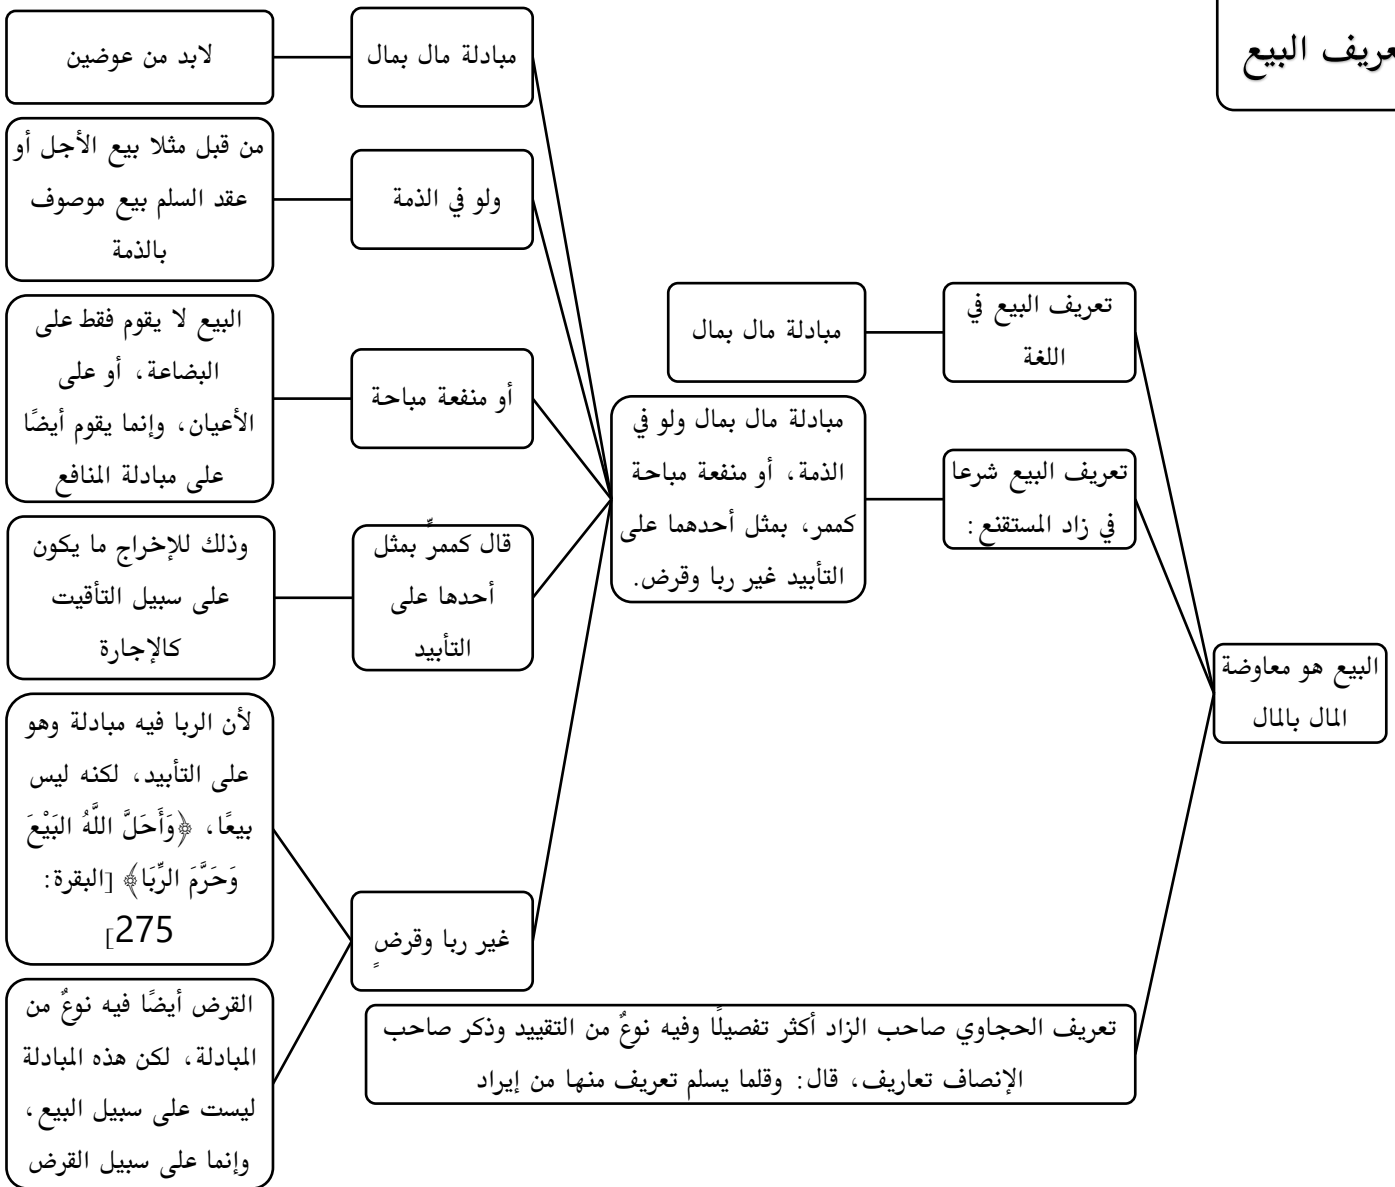 تعريف البيع
البيع هو معاوضة
المال بالمال
تعريف البيع في
اللغة
مبادلة مال بمال
تعريف البيع شرعا
في زاد المستقنع:
مبادلة مال بمال ولو في
الذمة، أو منفعة مباحة
كممر، بمثل أحدهما على
التأبيد غير ربا وقرض.
مبادلة مال بمال
لابد من عوضين
ولو في الذمة
من قبل مثلا بيع الأجل أو
عقد السلم بيع موصوف
بالذمة
أو منفعة مباحة
البيع لا يقوم فقط على
البضاعة، أو على
الأعيان، وإنما يقوم أيضًا
على مبادلة المنافع
قال كممرٍّ بمثل
أحدها على
التأبيد
وذلك للإخراج ما يكون
على سبيل التأقيت
كالإجارة
غير ربا وقرضٍ
لأن الربا فيه مبادلة وهو
على التأبيد، لكنه ليس
بيعًا، ﴿وَأَحَلَّ اللَّهُ البَيْعَ
وَحَرَّمَ الرِّبَا﴾ [البقرة:
275]
القرض أيضًا فيه نوعٌ من
المبادلة، لكن هذه المبادلة
ليست على سبيل البيع،
وإنما على سبيل القرض
تعريف الحجاوي صاحب الزاد أكثر تفصيلًا وفيه نوعٌ من التقييد وذكر صاحب
الإنصاف تعاريف، قال: وقلما يسلم تعريف منها من إيراد